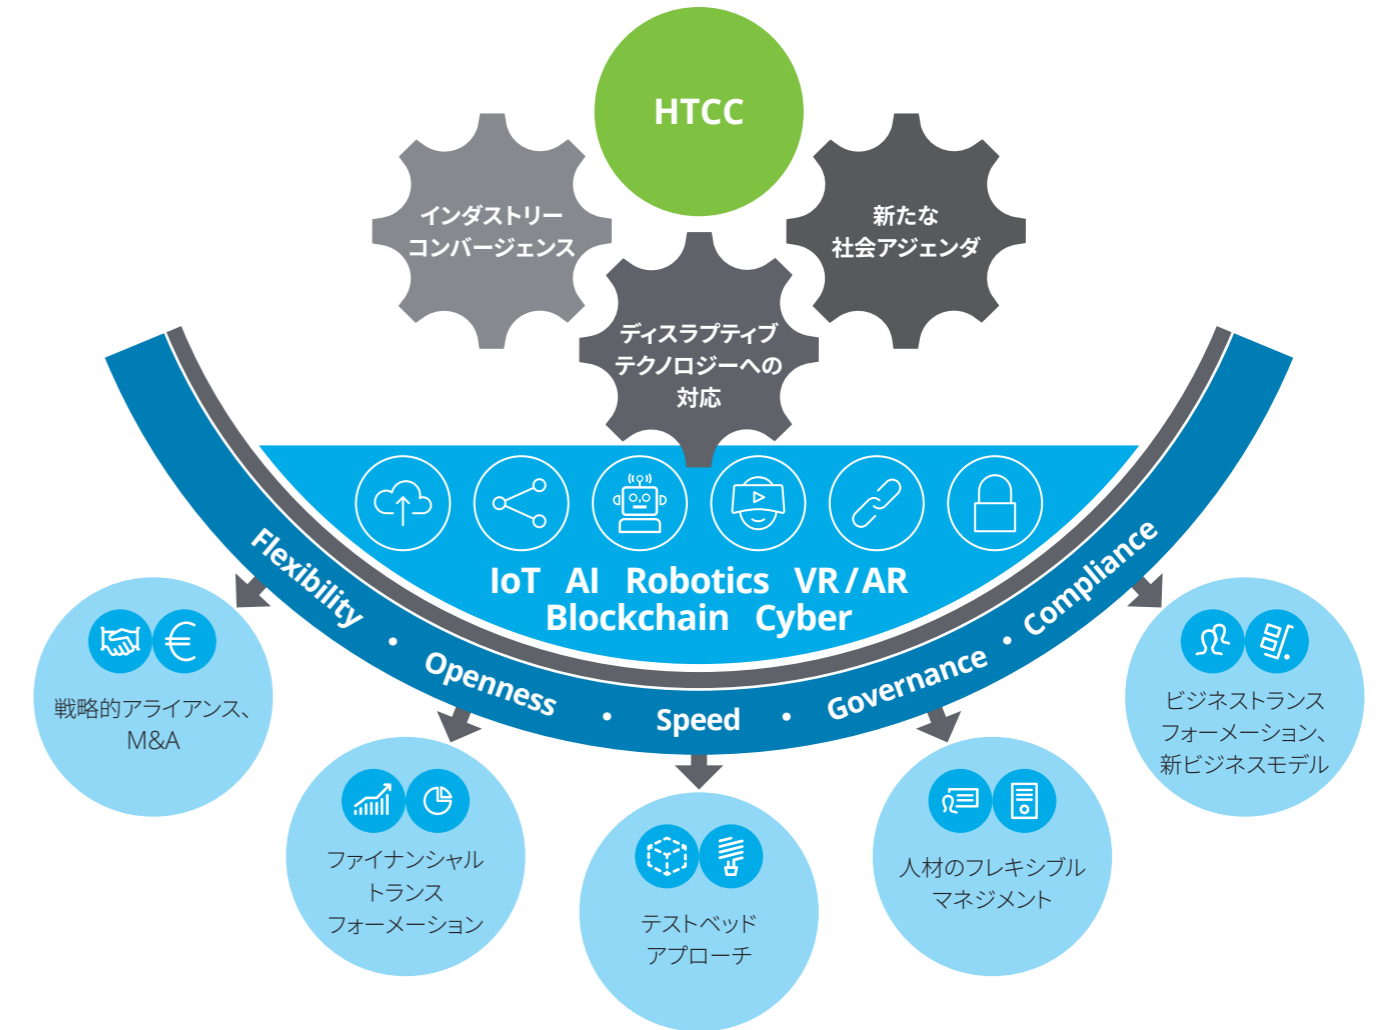 HTCC
インダストリー
コンバージェンス
新たな
社会アジェンダ
ディスラプティブ
テクノロジーへの
対応
IoT AI Robotics VR/AR
Blockchain Cyber
Flexibility・Openness・Speed・Governance・Compliance
戦略的アライアンス、
M&A
ファイナンシャル
トランス
フォーメーション
テストベッド
アプローチ
人材のフレキシブル
マネジメント
ビジネストランス
フォーメーション、
新ビジネスモデル